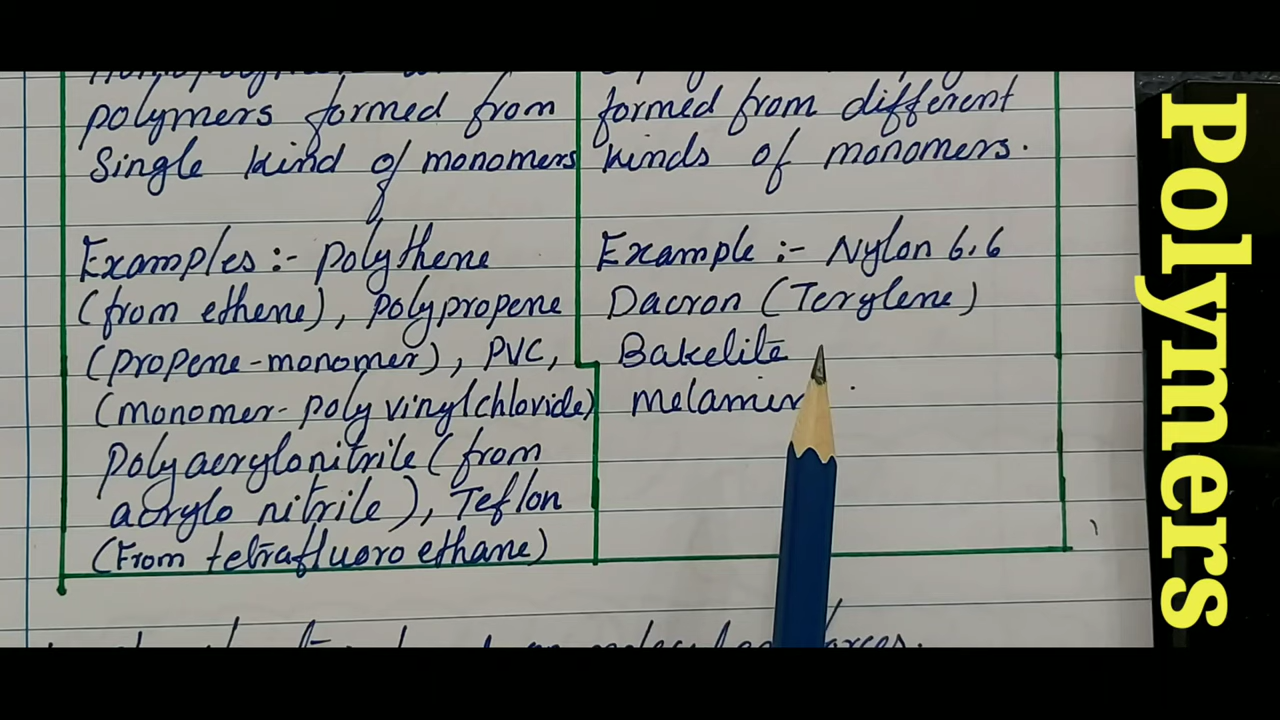 polymers formed from
Single kind of monomers
Examples :- polythene
(from ethene), polypropene
(propene-monomer), PVC,
(monomer- poly vinylchloride)
polyacrylonitrile (from
acrylo nitrile), Teflon
(From tetrafluoro ethane)
formed from different
kinds of monomers.
Example :- Nylon 6,6
Dacron (Terylene)
Bakelite
Polymers